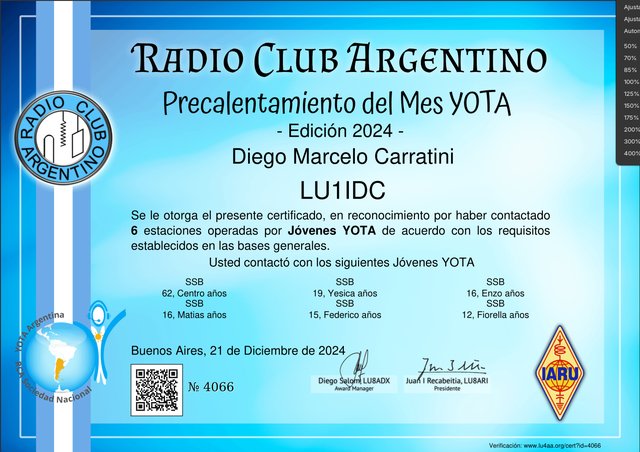 RADIO CLUB ARGENTINO
Precalentamiento del Mes YOTA
- Edición 2024 -
Diego Marcelo Carratini
LU1IDC
RADIO CLUB
ARGENTINO
Se le otorga el presente certificado, en reconocimiento por haber contactado
6 estaciones operadas por Jóvenes YOTA de acuerdo con los requisitos
establecidos en las bases generales.
Usted contactó con los siguientes Jóvenes YOTA
SSB SSB SSB
62, Centro años 19, Yesica años 16, Enzo años
SSB SSB SSB
16, Matias años 15, Federico años 12, Fiorella años
YOTA Argentina
RCA Sociedad Nacional
Buenos Aires, 21 de Diciembre de 2024
№ 4066
Diego Salom, LU8ADX
Award Manager
Juan I Recabeitia, LU8ARI
Presidente
IARU
Verificación: www.lu4aa.org/cert?id=4066
Ajusta
Ajusta
Autom
50%
70%
85%
100%
125%
150%
175%
200%
300%
400%